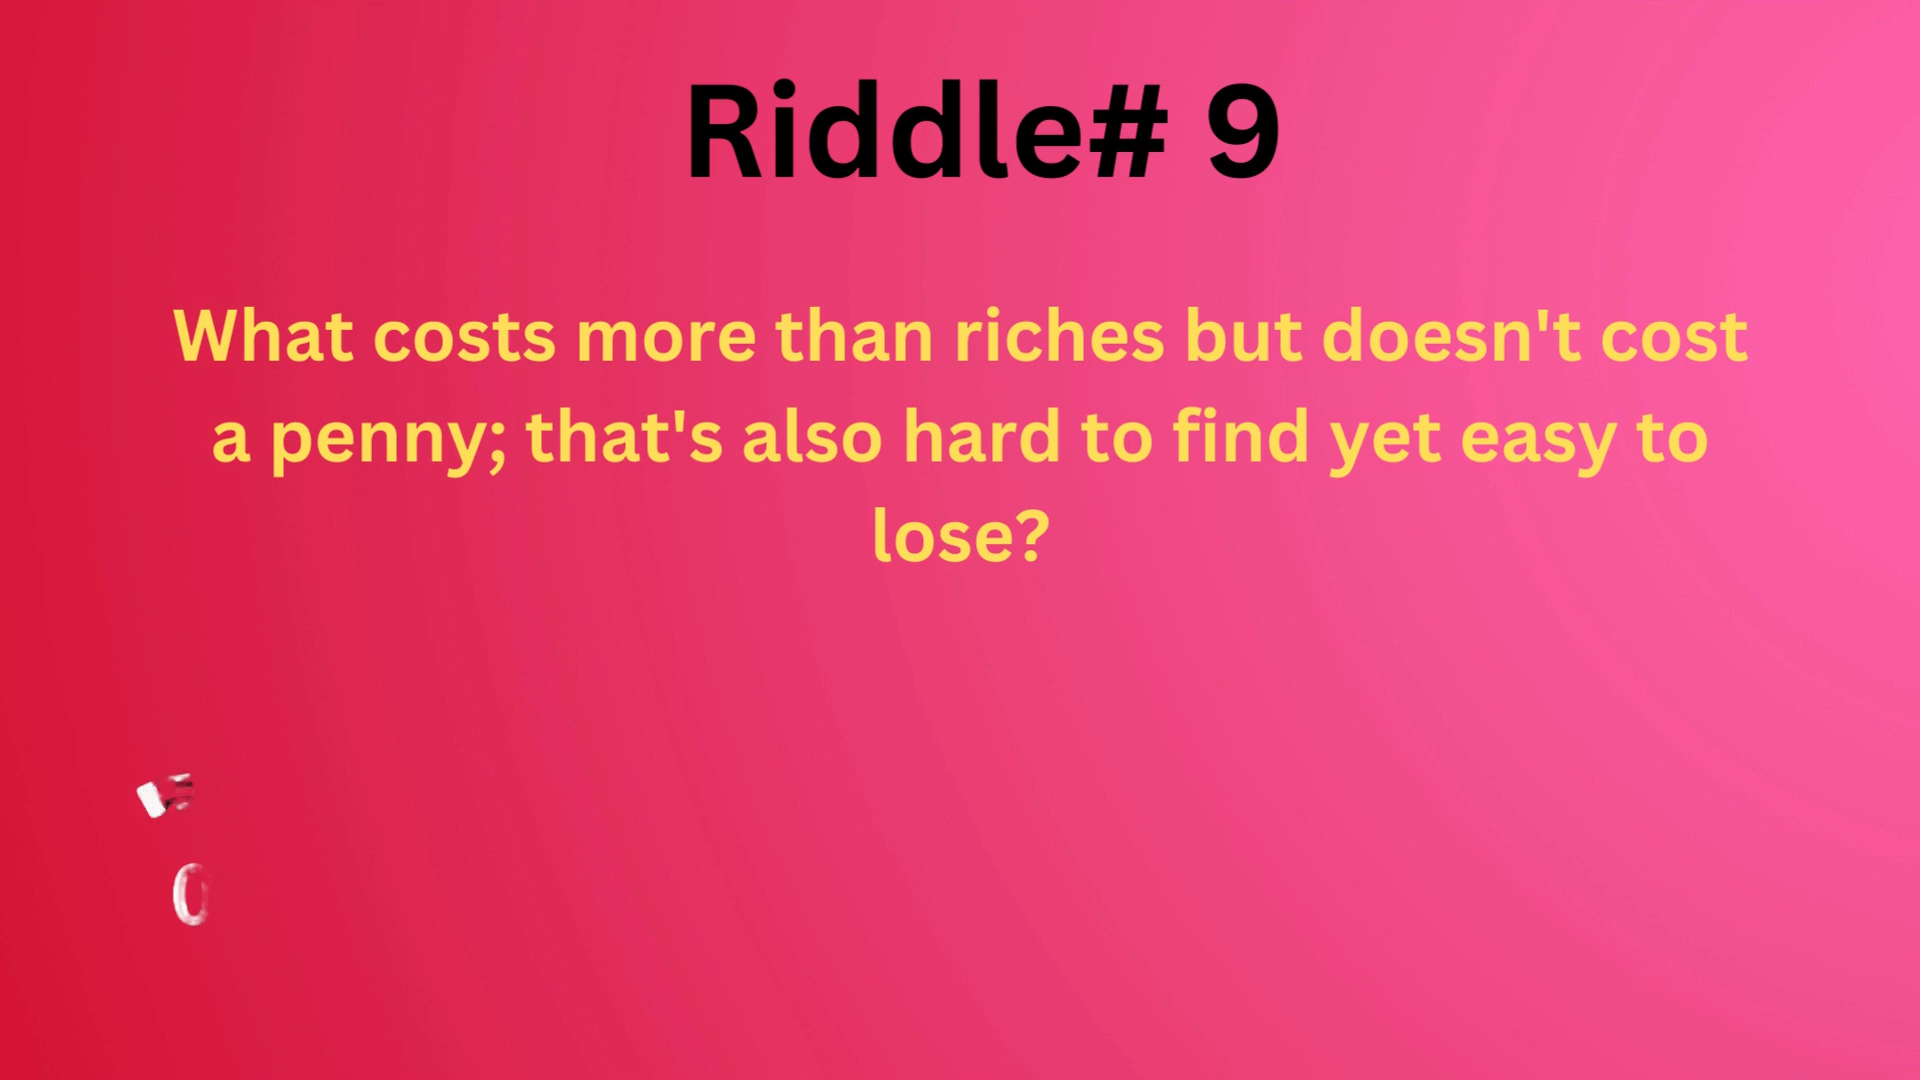 Riddle# 9
What costs more than riches but doesn't cost
a penny; that's also hard to find yet easy to
lose?
0